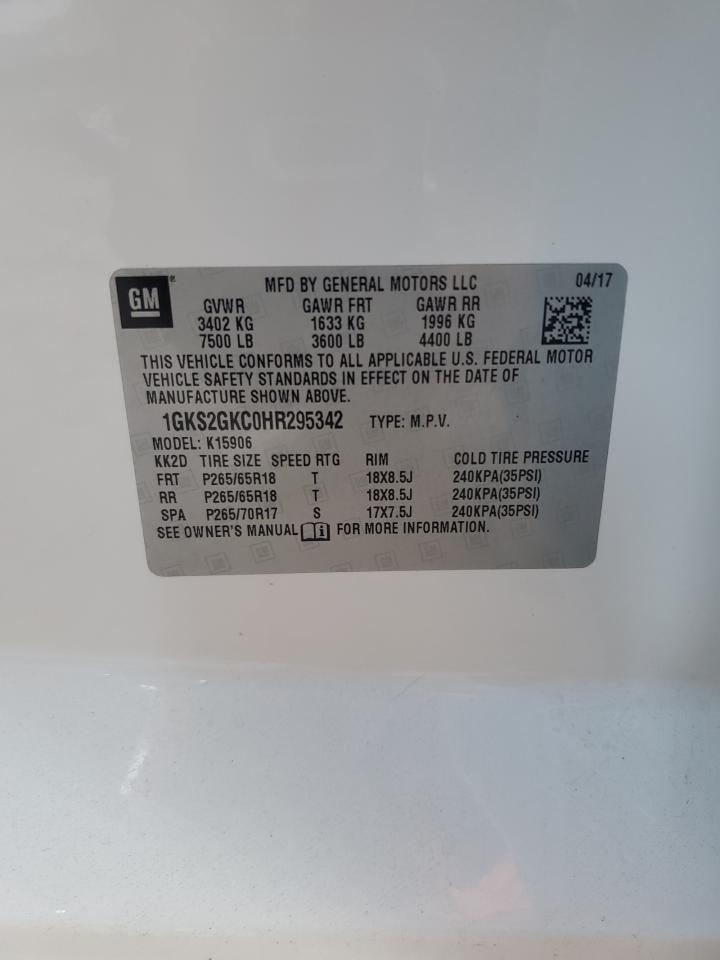 GM® MFD BY GENERAL MOTORS LLC 04/17
GVWR GAWR FRT GAWR RR
3402 KG 1633 KG 1996 KG
7500 LB 3600 LB 4400 LB
THIS VEHICLE CONFORMS TO ALL APPLICABLE U.S. FEDERAL MOTOR
VEHICLE SAFETY STANDARDS IN EFFECT ON THE DATE OF
MANUFACTURE SHOWN ABOVE.
1GKS2GKC0HR295342 TYPE: M.P.V.
MODEL: K15906
KK2D TIRE SIZE SPEED RTG RIM COLD TIRE PRESSURE
FRT P265/65R18 T 18X8.5J 240KPA(35PSI)
RR P265/65R18 T 18X8.5J 240KPA(35PSI)
SPA P265/70R17 S 17X7.5J 240KPA(35PSI)
SEE OWNER'S MANUAL i FOR MORE INFORMATION.